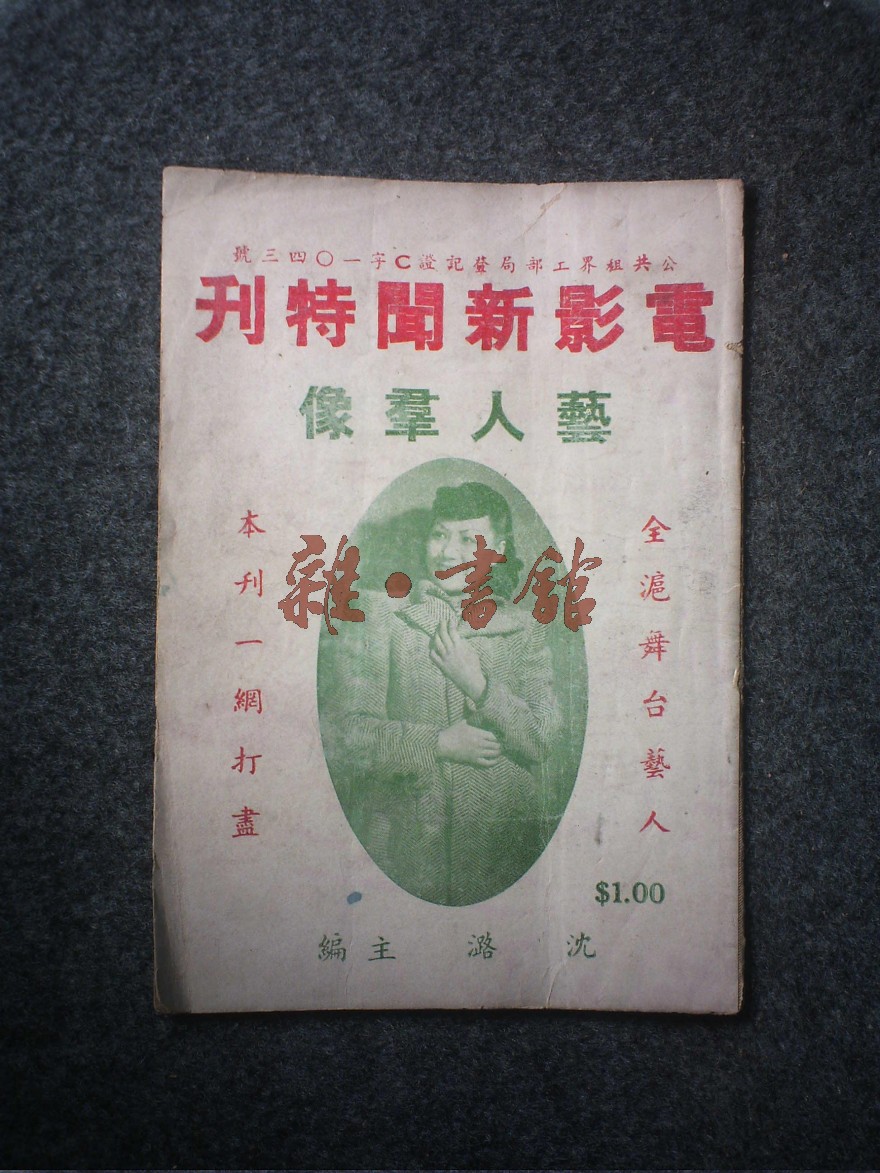 公共租界工部局登記證C字一〇四三號
電影新聞特刊
藝人羣像
全滬舞台藝人
本刊一網打盡
雜·書館
$1.00
沈潞主編